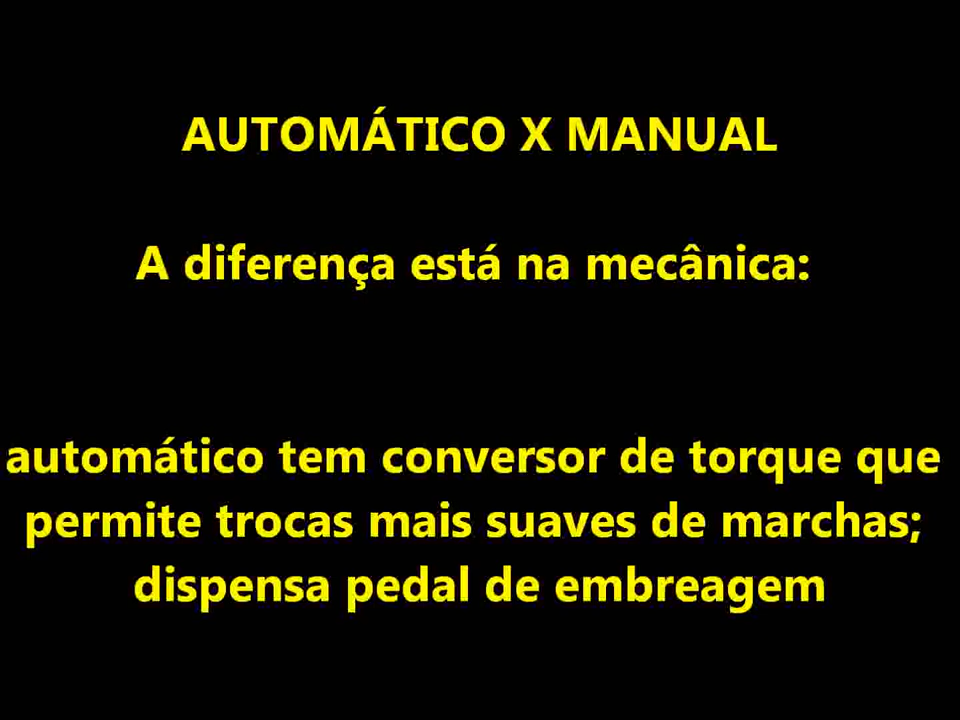 AUTOMÁTICO X MANUAL
A diferença está na mecânica:
automático tem conversor de torque que
permite trocas mais suaves de marchas;
dispensa pedal de embreagem